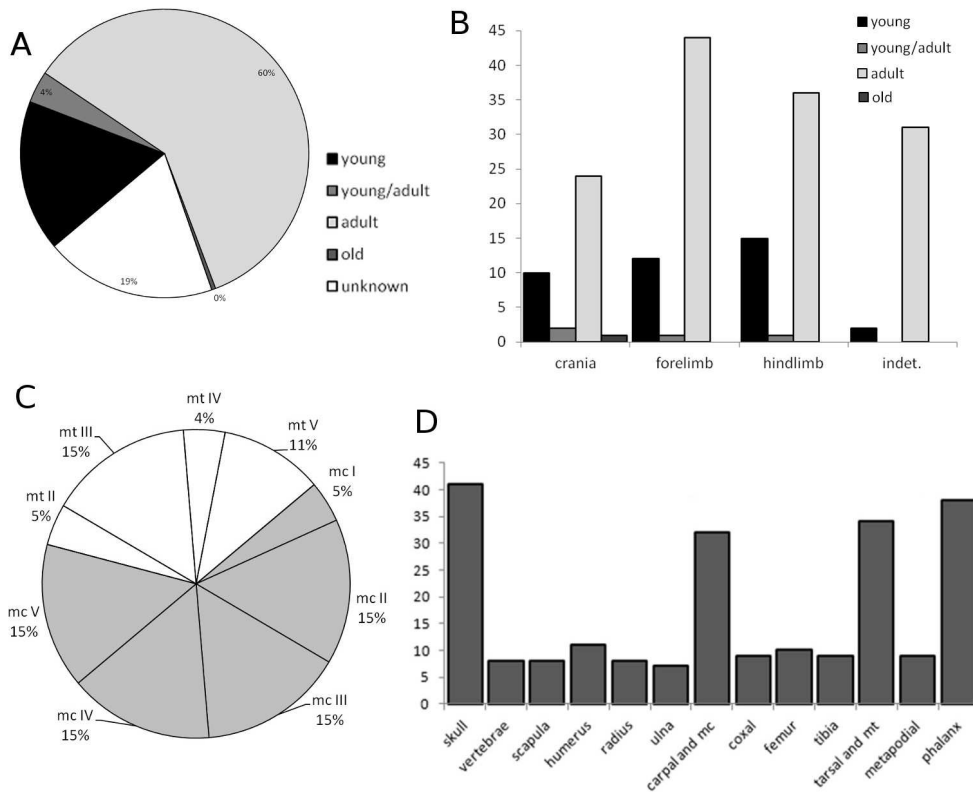 A
60%
4%
19%
0%
young
young/adult
adult
old
unknown
B
45
40
35
30
25
20
15
10
5
0
crania
forelimb
hindlimb
indet.
young
young/adult
adult
old
C
mt IV
4%
mt V
11%
mc I
5%
mc II
15%
mc III
15%
mc IV
15%
mc V
15%
mt II
5%
mt III
15%
D
45
40
35
30
25
20
15
10
5
0
skull
vertebrae
scapula
humerus
radius
ulna
carpal and mc
coxal
femur
tibia
tarsal and mt
metapodial
phalanx